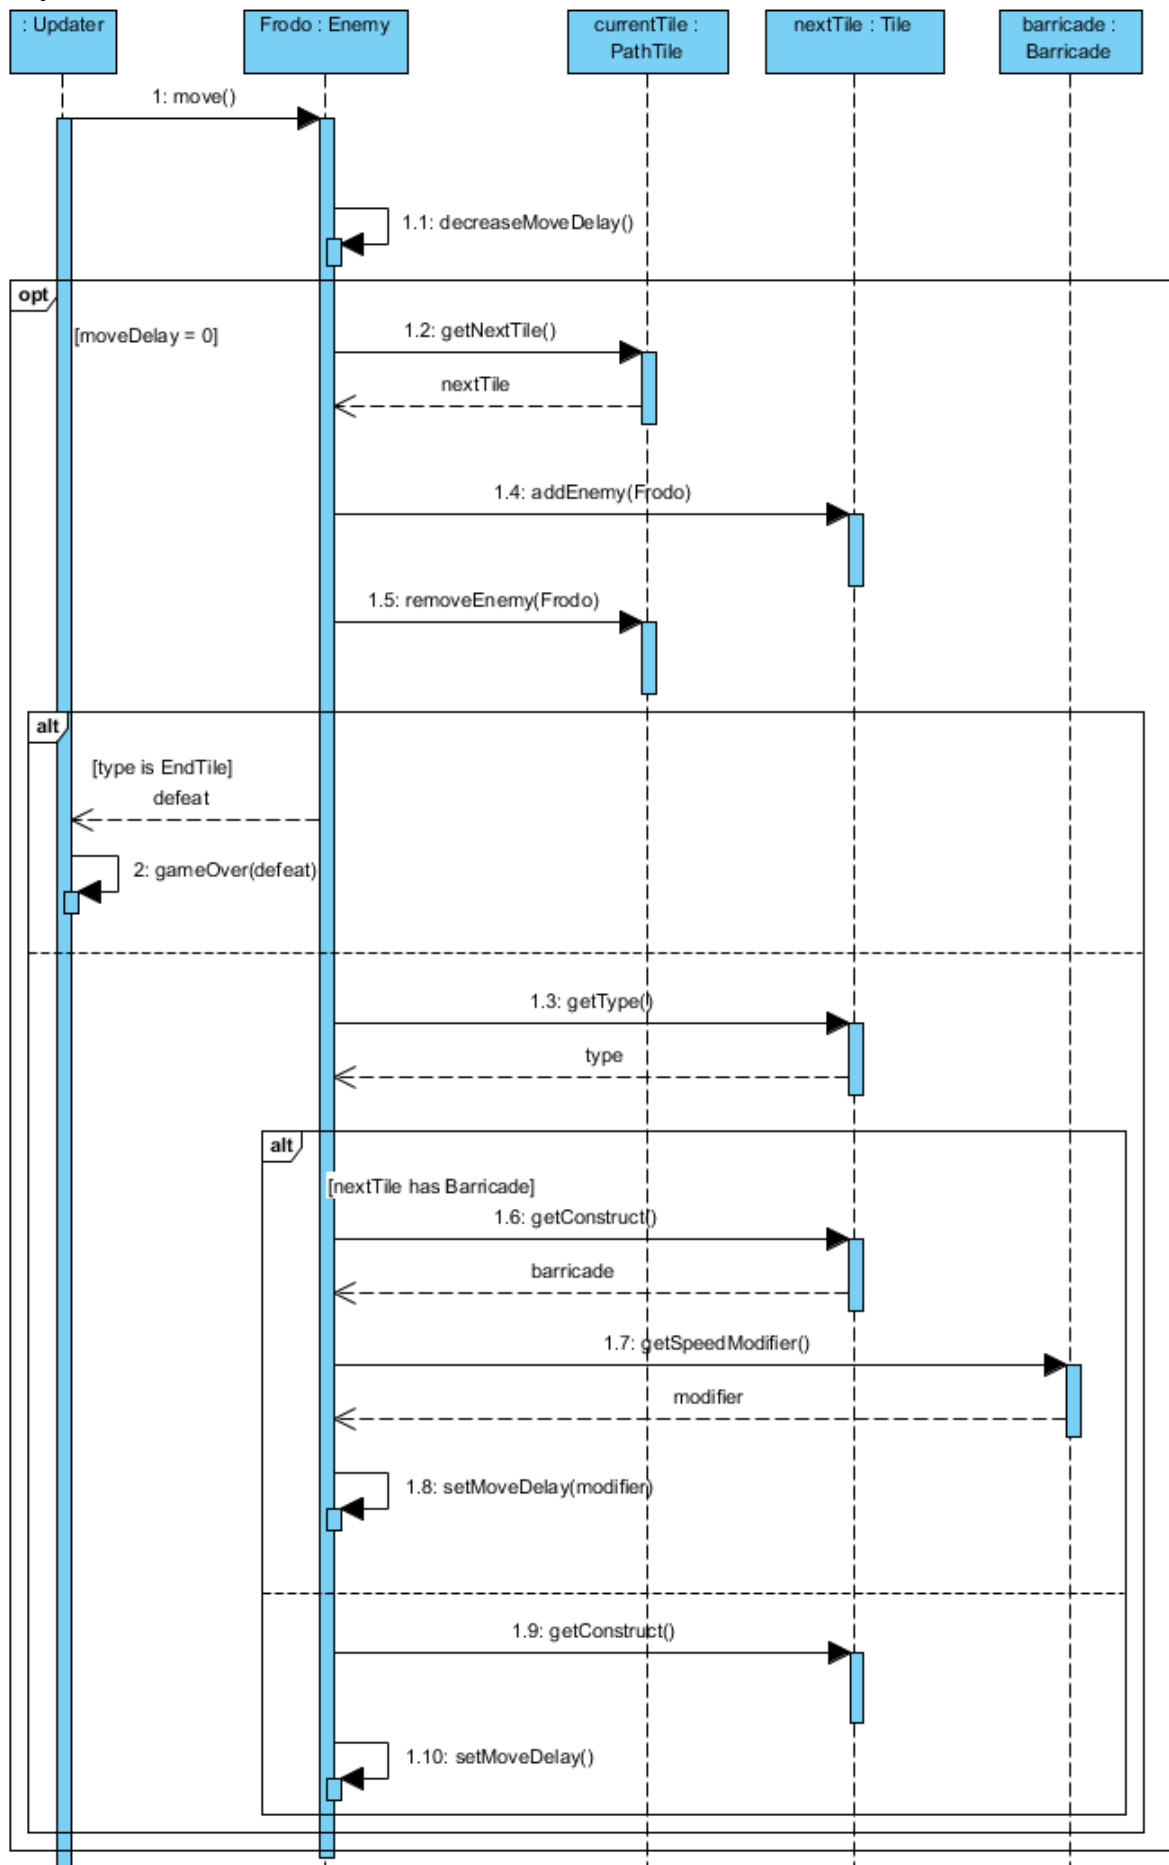 : Updater
Frodo : Enemy
currentTile :
PathTile
nextTile : Tile
barricade :
Barricade
1: move()
1.1: decreaseMoveDelay()
opt
[moveDelay = 0]
1.2: getNextTile()
nextTile
1.4: addEnemy(Frodo)
1.5: removeEnemy(Frodo)
alt
[type is EndTile]
defeat
2: gameOver(defeat)
1.3: getType()
type
alt
[nextTile has Barricade]
1.6: getConstruct()
barricade
1.7: getSpeedModifier()
modifier
1.8: setMoveDelay(modifier)
1.9: getConstruct()
1.10: setMoveDelay()